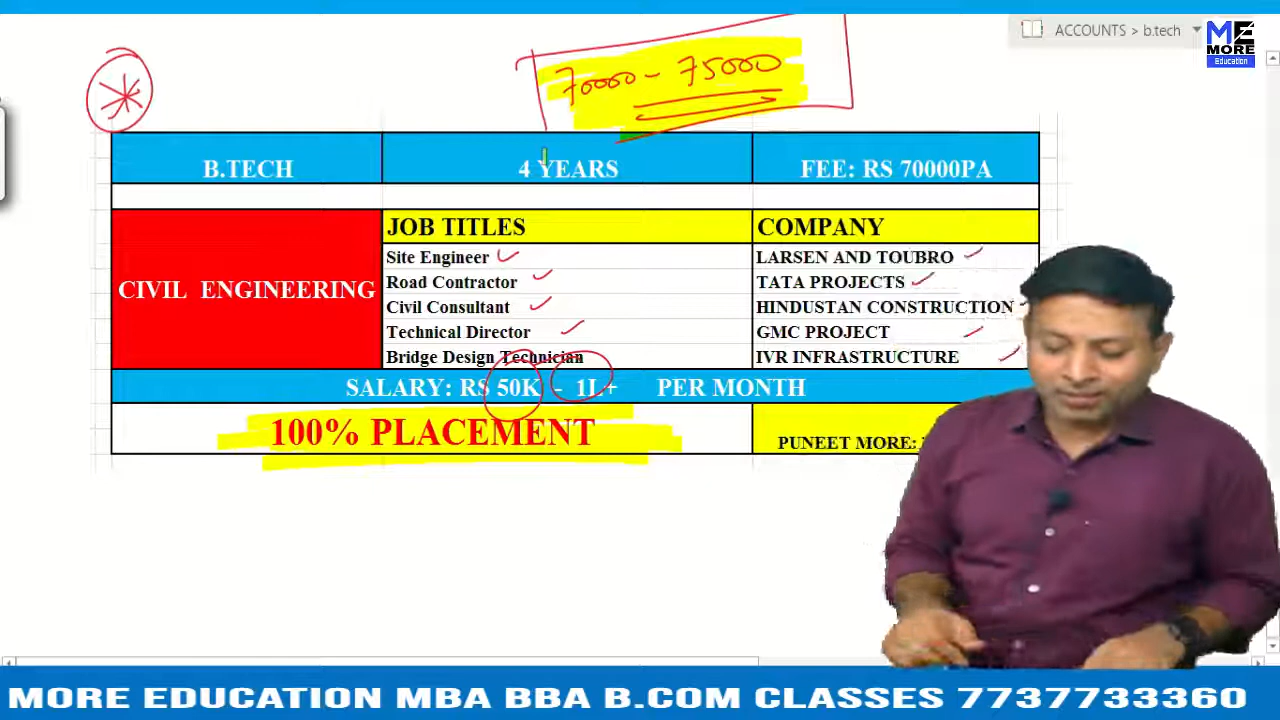 ACCOUNTS > b.tech
ME
MORE
Education
70000 - 75000
B.TECH 4 YEARS FEE: RS 70000PA
CIVIL ENGINEERING
JOB TITLES
Site Engineer
Road Contractor
Civil Consultant
Technical Director
Bridge Design Technician
COMPANY
LARSEN AND TOUBRO
TATA PROJECTS
HINDUSTAN CONSTRUCTION
GMC PROJECT
IVR INFRASTRUCTURE
SALARY: RS 50K - 1L+ PER MONTH
100% PLACEMENT
PUNEET MORE:
MORE EDUCATION MBA BBA B.COM CLASSES 7737733360